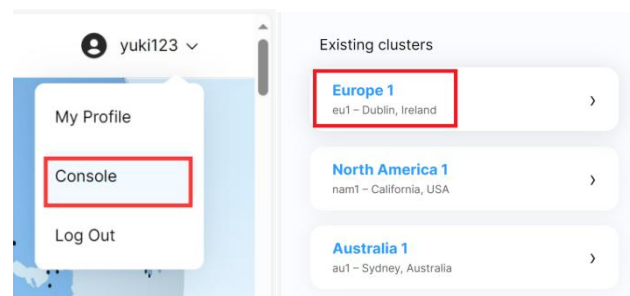 yuki123
My Profile
Console
Log Out
Existing clusters
Europe 1
eu1 – Dublin, Ireland
North America 1
nam1 – California, USA
Australia 1
au1 – Sydney, Australia